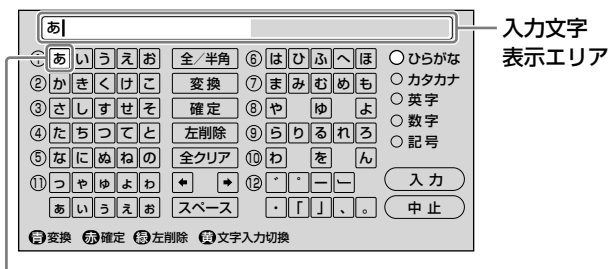 あ
入力文字
表示エリア
① あ い う え お 全／半角 ⑥ は ひ ふ へ ほ ひらがな
② か き く け こ 変換 ⑦ ま み む め も カタカナ
③ さ し す せ そ 確定 ⑧ や ゆ よ 英字
④ た ち つ て と 左削除 ⑨ ら り る れ ろ 数字
⑤ な に ぬ ね の 全クリア ⑩ わ を ん 記号
⑪ っ ゃ ゅ ょ ゎ ← → ⑫ ゛ ゜ ー ー 入力
ぁ ぃ ぅ ぇ ぉ スペース ・ 「 」 、 。 中止
青変換 赤確定 緑左削除 黄文字入力切換